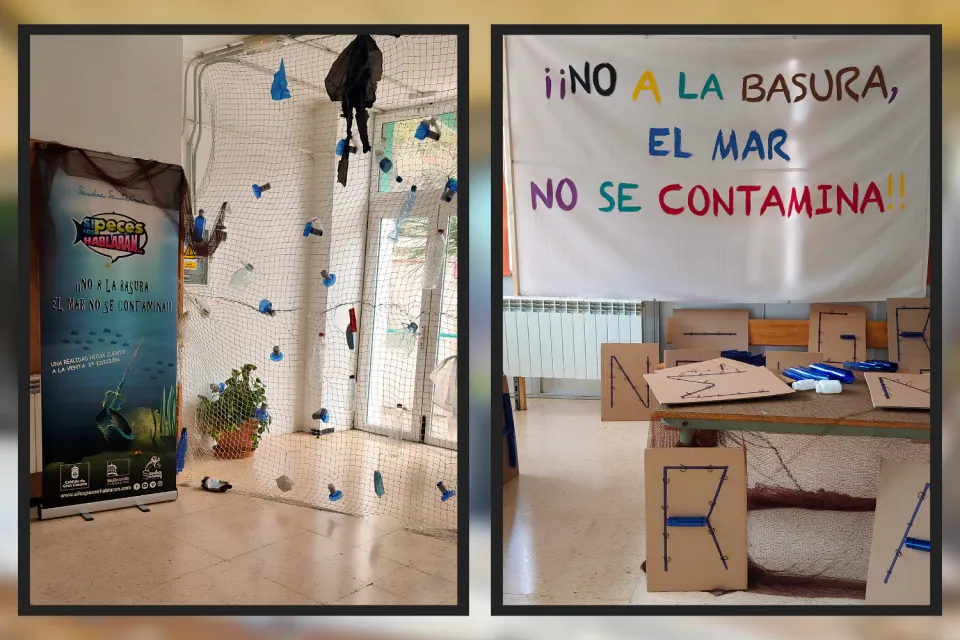 SI
LOS
peces
HABLARAN
¡¡NO A LA BASURA
EL MAR NO SE CONTAMINA!!
UNA REALIDAD HECHA CUENTO
A LA VENTA 2ª EDICIÓN
www.silospeceshablaran.com
¡¡NO A LA BASURA,
EL MAR
NO SE CONTAMINA!!
N
R
A